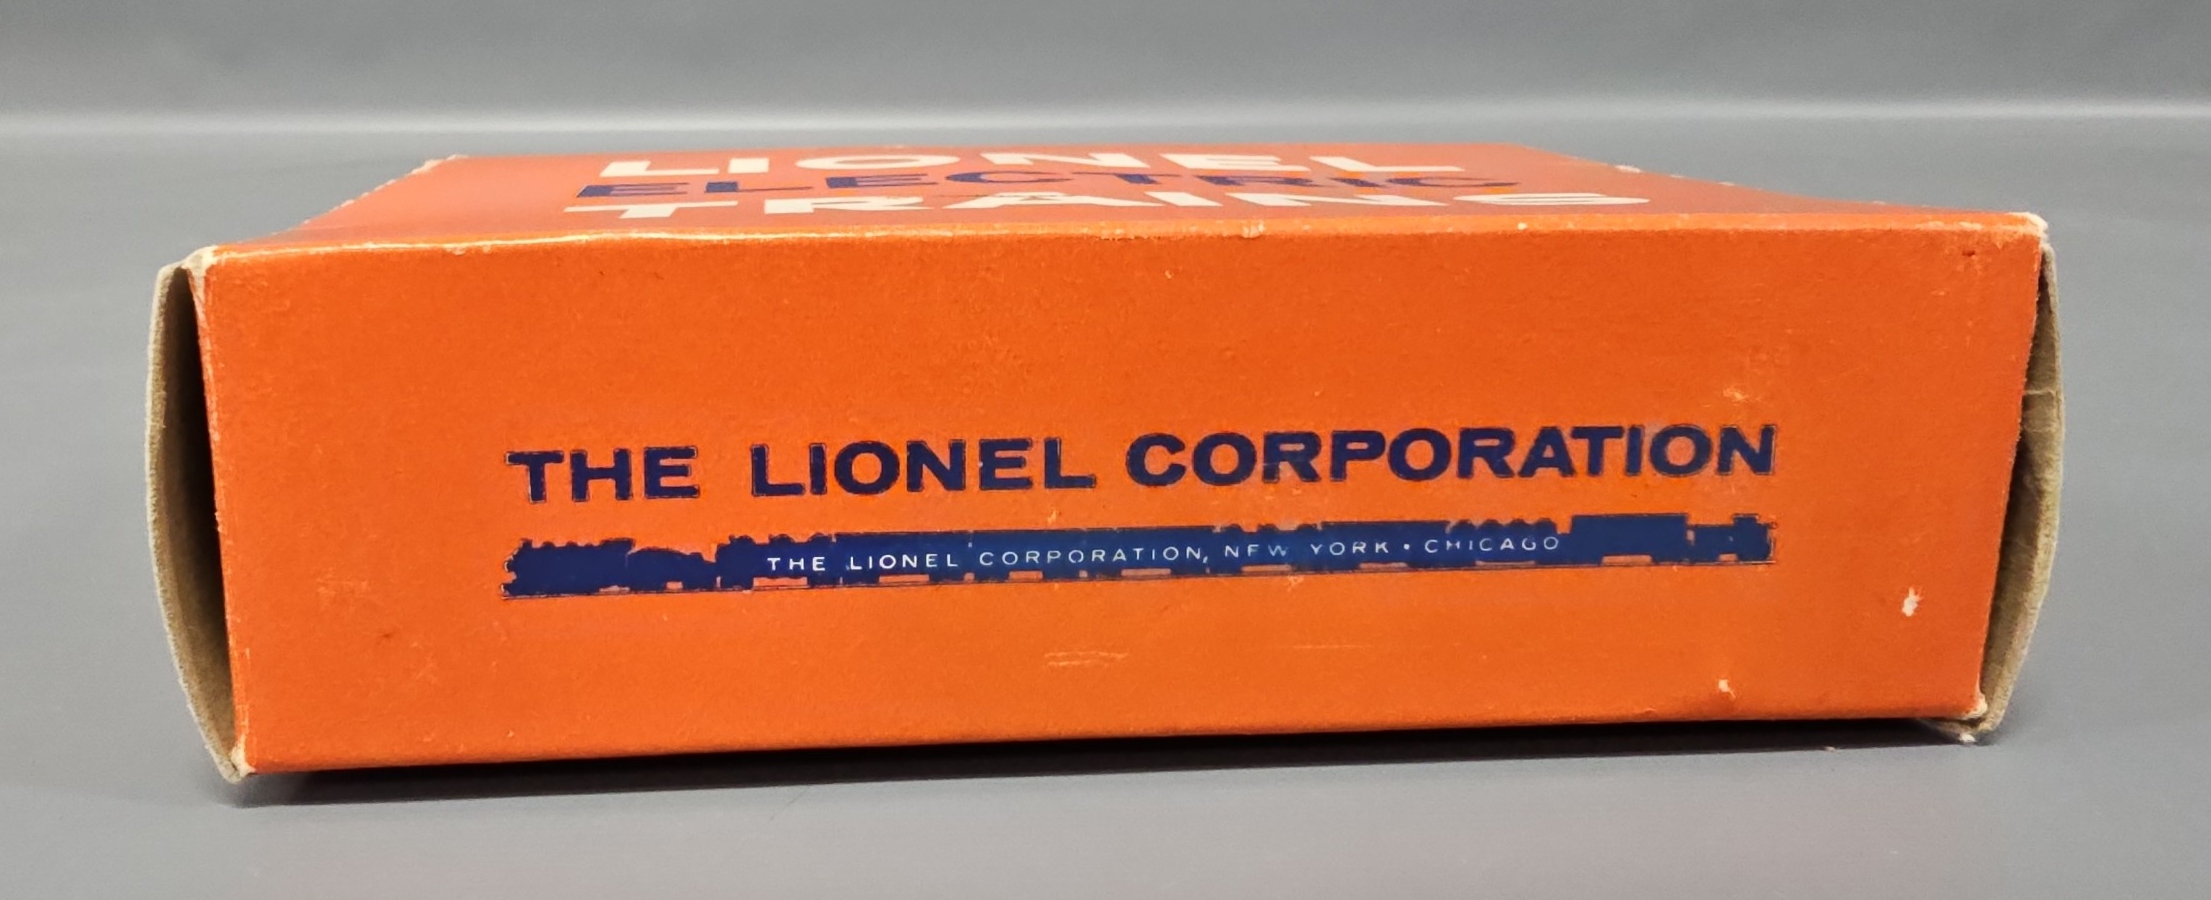 LIONEL
ELECTRIC
TRAINS
THE LIONEL CORPORATION
THE LIONEL CORPORATION, NEW YORK • CHICAGO